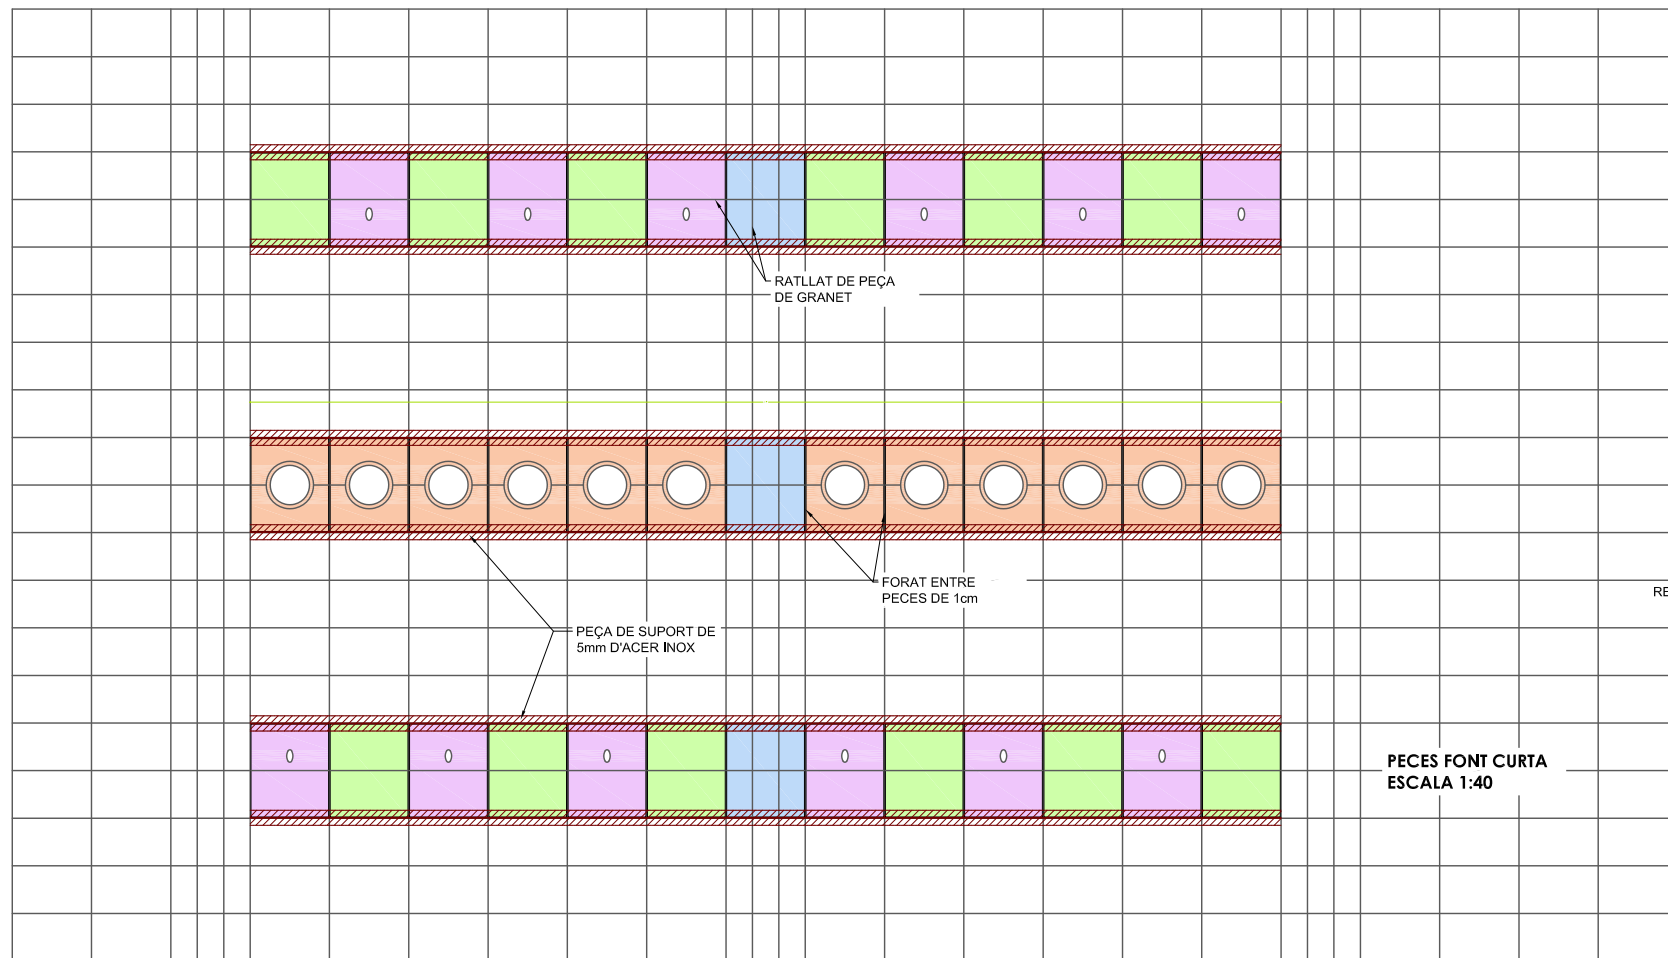 RATLLAT DE PEÇA
DE GRANET
FORAT ENTRE
PECES DE 1cm
RE
PEÇA DE SUPORT DE
5mm D'ACER INOX
PECES FONT CURTA
ESCALA 1:40